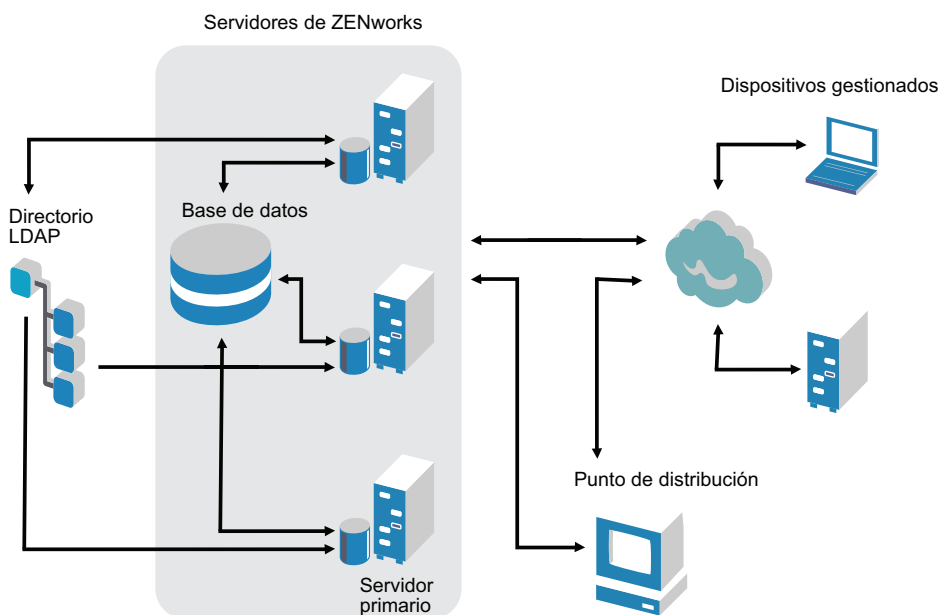 Servidores de ZENworks
Dispositivos gestionados
Directorio
LDAP
Base de datos
Punto de distribución
Servidor
primario